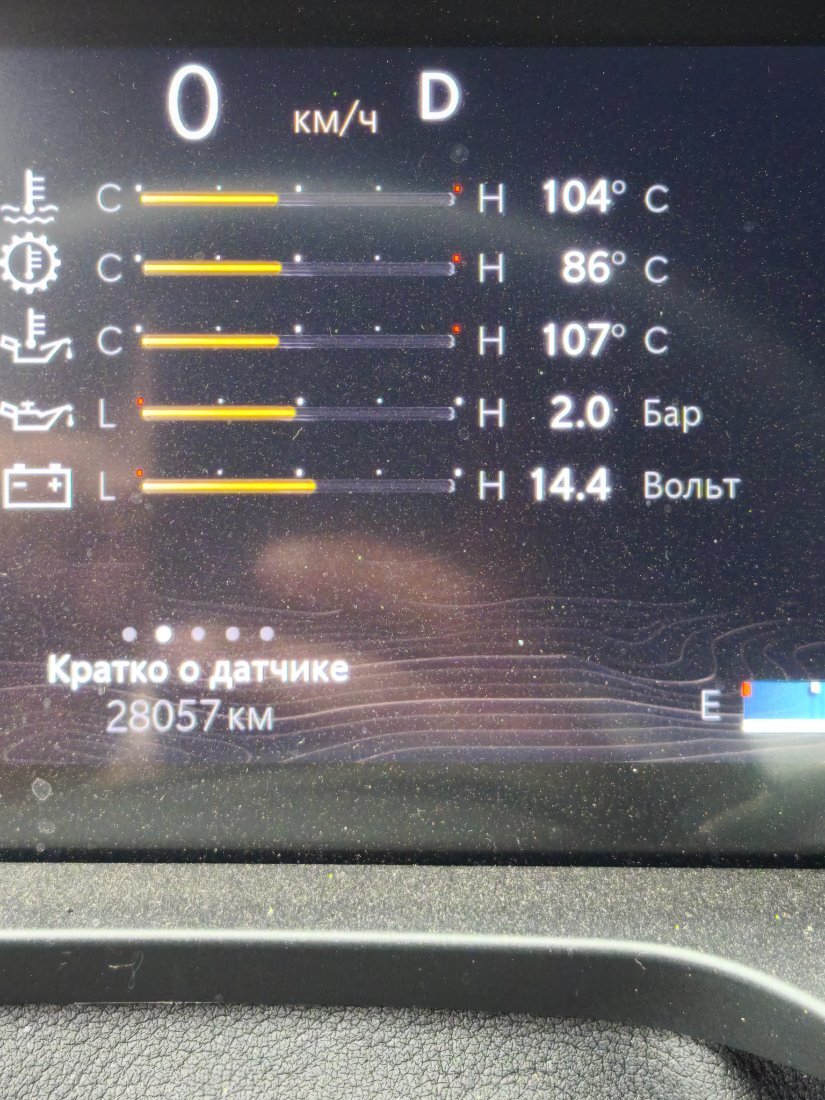 0 км/ч D
C H 104° C
C H 86° C
C H 107° C
L H 2.0 Бар
L H 14.4 Вольт
Кратко о датчике
28057 км
E